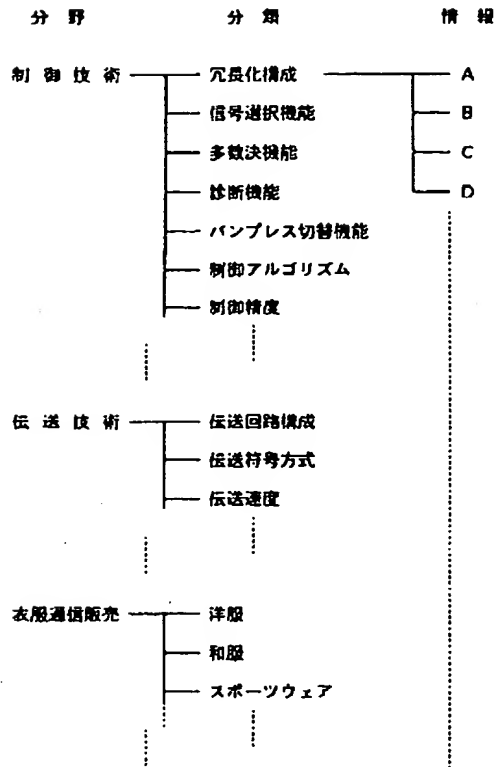 分野 分類 情報
制御技術 冗長化構成 A
信号選択機能 B
多数決機能 C
診断機能 D
バンプレス切替機能
制御アルゴリズム
制御精度
伝送技術 伝送回路構成
伝送符号方式
伝送速度
衣服通信販売 洋服
和服
スポーツウェア